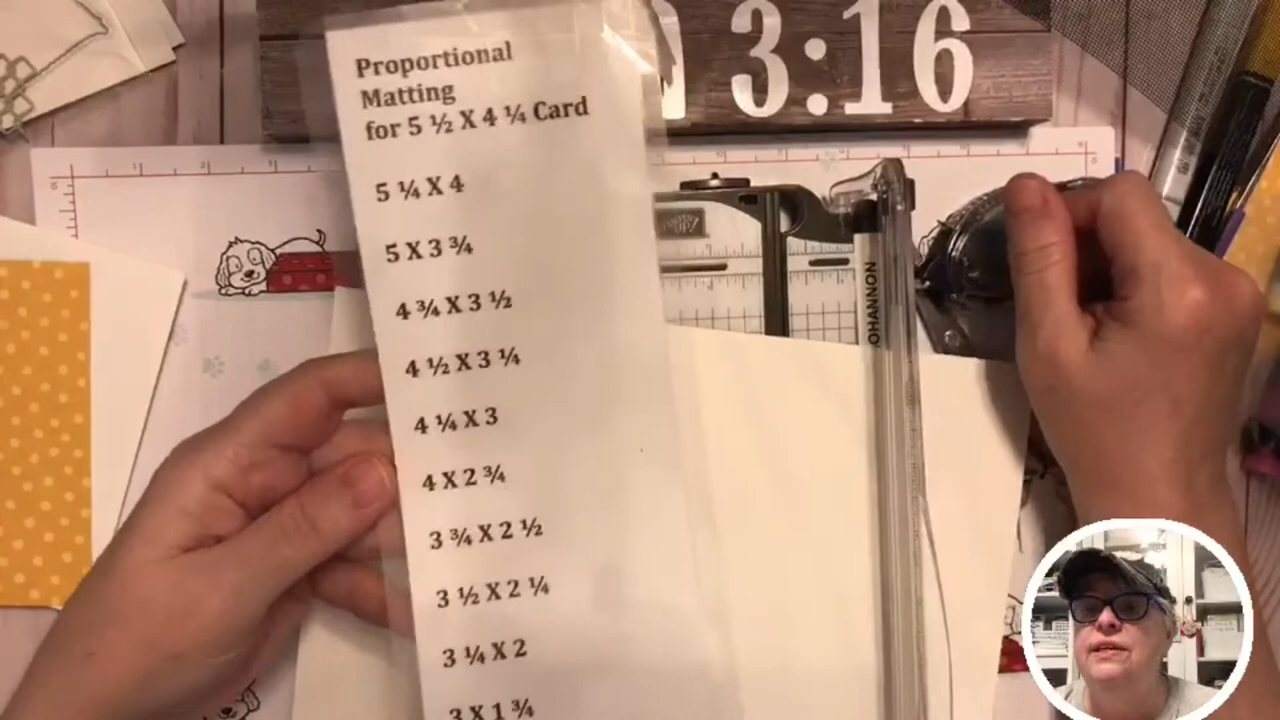 3:16
Proportional
Matting
for 5 ½ X 4 ¼ Card
5 ¼ X 4
5 X 3 ¾
4 ¾ X 3 ½
4 ½ X 3 ¼
4 ¼ X 3
4 X 2 ¾
3 ¾ X 2 ½
3 ½ X 2 ¼
3 ¼ X 2
3 X 1 ¾
OHANNON